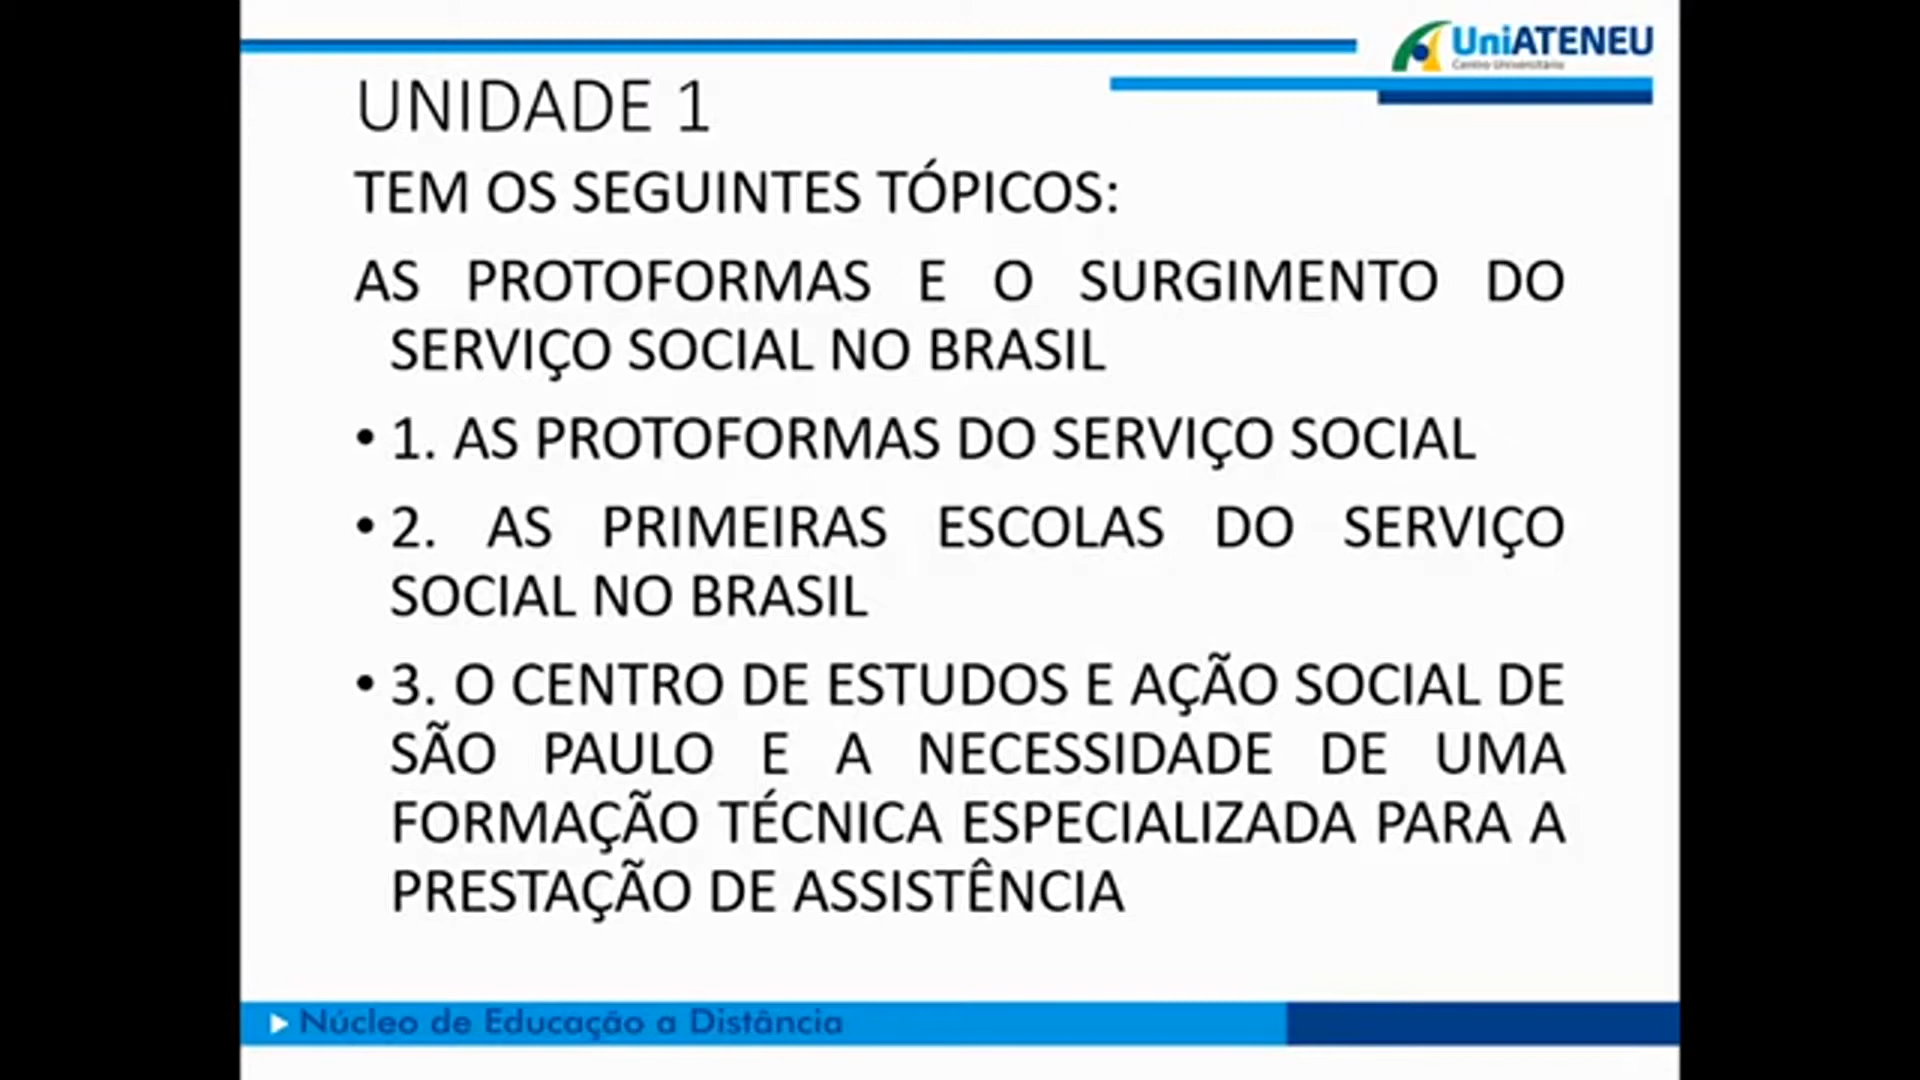 UniATENEU
Centro Universitário
UNIDADE 1
TEM OS SEGUINTES TÓPICOS:
AS PROTOFORMAS E O SURGIMENTO DO
SERVIÇO SOCIAL NO BRASIL
• 1. AS PROTOFORMAS DO SERVIÇO SOCIAL
• 2. AS PRIMEIRAS ESCOLAS DO SERVIÇO
SOCIAL NO BRASIL
• 3. O CENTRO DE ESTUDOS E AÇÃO SOCIAL DE
SÃO PAULO E A NECESSIDADE DE UMA
FORMAÇÃO TÉCNICA ESPECIALIZADA PARA A
PRESTAÇÃO DE ASSISTÊNCIA
Núcleo de Educação a Distância